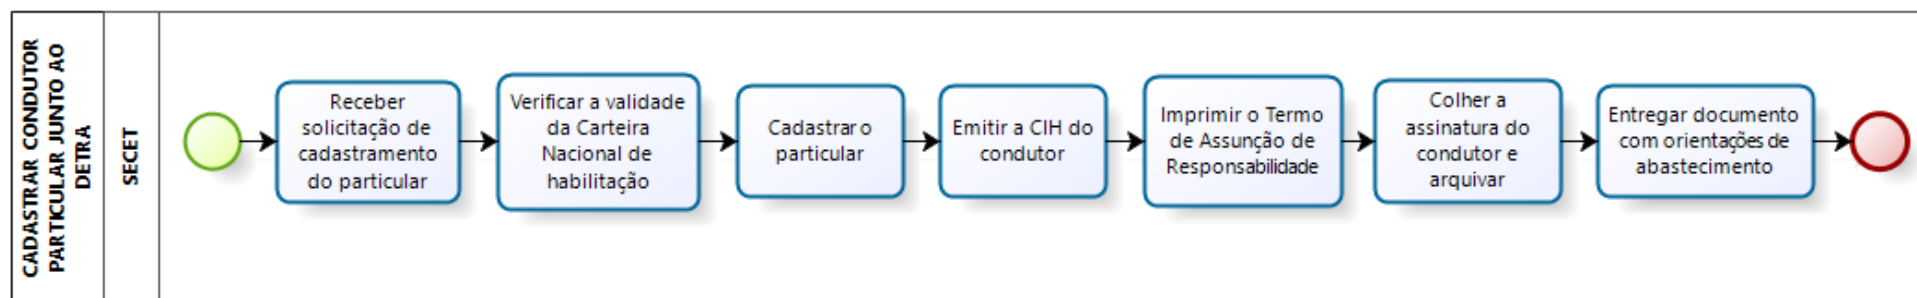 CADASTRAR CONDUTOR
PARTICULAR JUNTO AO
DETRA
SECET
Receber
solicitação de
cadastramento
do particular
Verificar a validade
da Carteira
Nacional de
habilitação
Cadastrar o
particular
Emitir a CIH do
condutor
Imprimir o Termo
de Assunção de
Responsabilidade
Colher a
assinatura do
condutor e
arquivar
Entregar documento
com orientações de
abastecimento